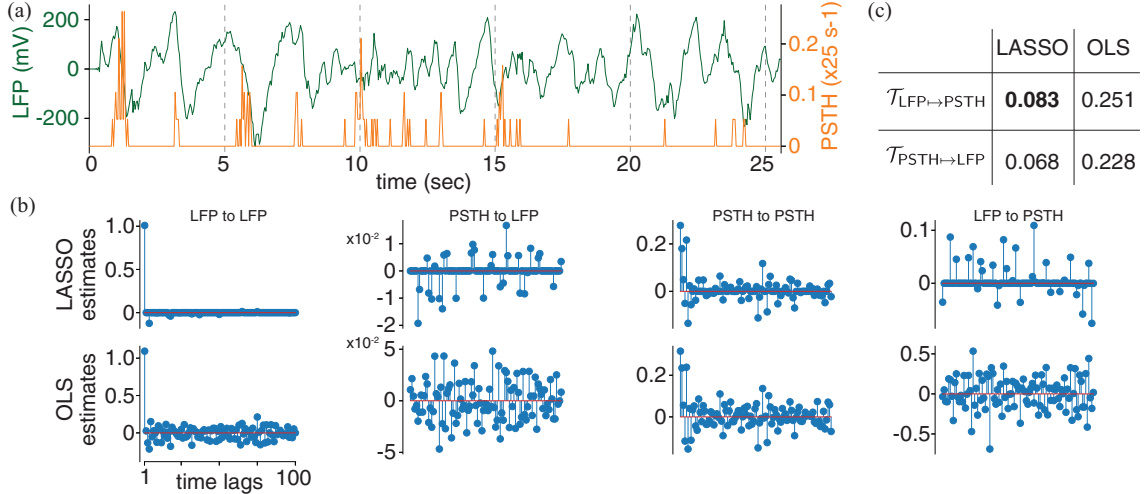 (a)
LFP (mV)
200
0
-200
0.2
0.1
0
PSTH (x25 s-1)
0 5 10 15 20 25
time (sec)
(c)
LASSO OLS
𝒯LFP↦PSTH 0.083 0.251
𝒯PSTH↦LFP 0.068 0.228
(b)
LFP to LFP PSTH to LFP PSTH to PSTH LFP to PSTH
LASSO
estimates
1.0
0.5
0
x10-2
1
0
-1
-2
0.2
0
0.1
0
OLS
estimates
1.0
0.5
0
x10-2
5
0
-5
0.2
0
0.5
0
-0.5
1 time lags 100